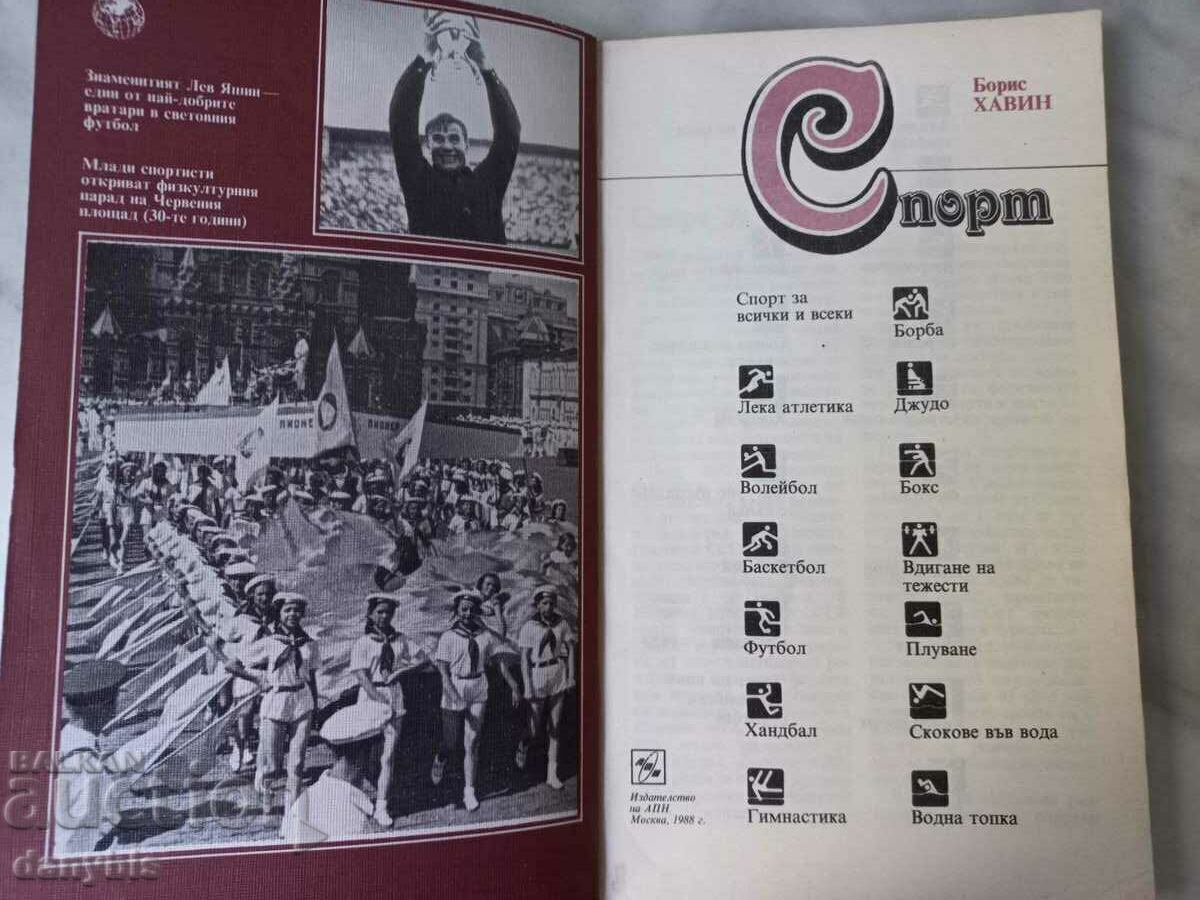 Знаменитият Лев Яшин—
един от най-добрите
вратари в световния
футбол
Млади спортисти
откриват физкултурния
парад на Червения
площад (30-те години)
ПИОНЕ
ПИОНЕР
Борис
ХАВИН
Спорт
Спорт за
всички и всеки
Лека атлетика
Волейбол
Баскетбол
Футбол
Хандбал
Гимнастика
Борба
Джудо
Бокс
Вдигане на
тежести
Плуване
Скокове във вода
Водна топка
Издателство
на АПН
Москва, 1988 г.
BALKAN
auction
danybls